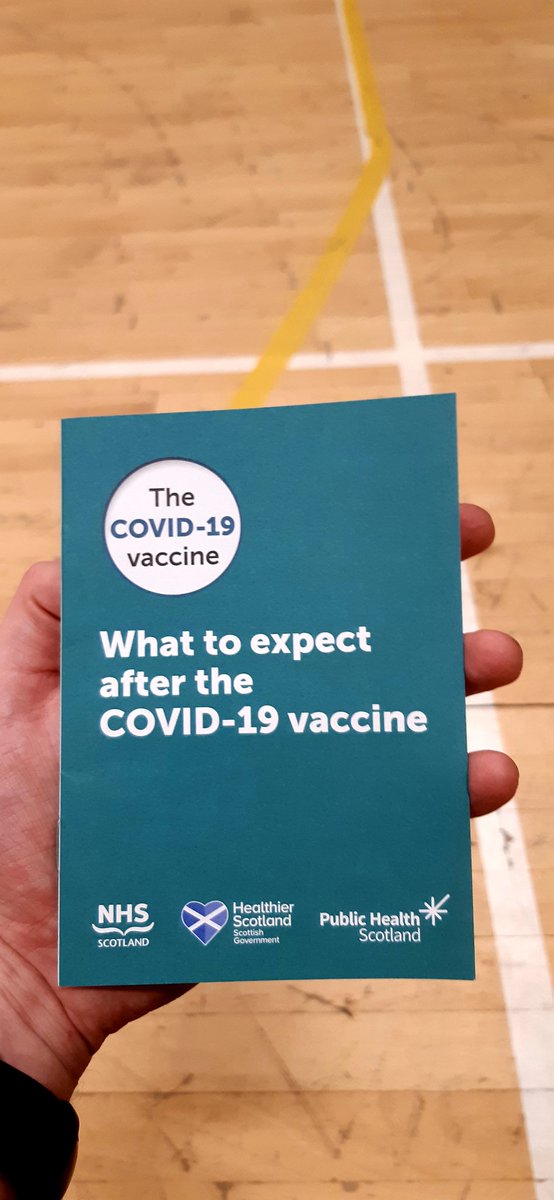 The
COVID-19
vaccine
What to expect
after the
COVID-19 vaccine
NHS
SCOTLAND
Healthier
Scotland
Scottish
Government
Public Health
Scotland